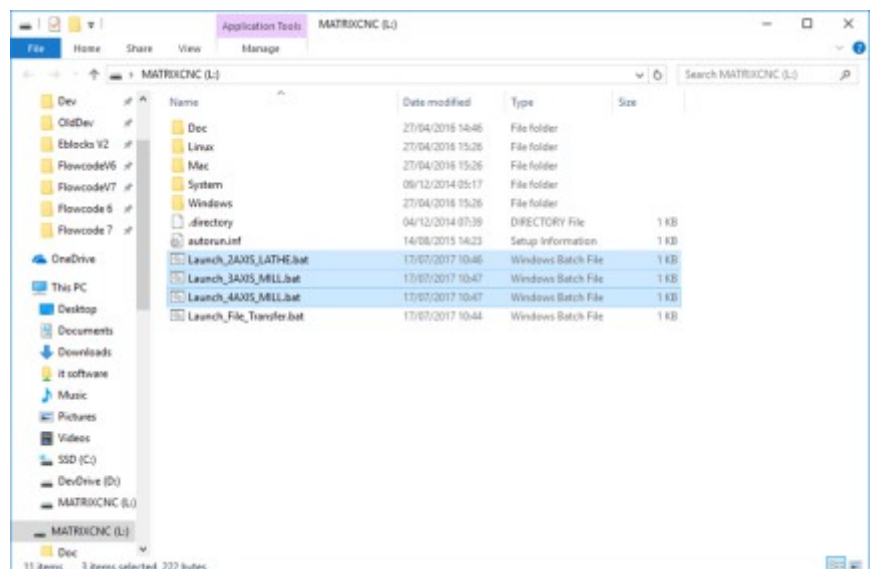 Application Tools MATRIXCNC (L:)
File Home Share View Manage
MATRIXCNC (L:) Search MATRIXCNC (L:)
Name Date modified Type Size
Dev
OldDev
Eblocks V2
FlowcodeV6
FlowcodeV7
Flowcode 6
Flowcode 7
OneDrive
This PC
Desktop
Documents
Downloads
it software
Music
Pictures
Videos
SSD (C:)
DevDrive (D:)
MATRIXCNC (L:)
MATRIXCNC (L:)
Doc
Doc 27/04/2016 14:46 File folder
Linux 27/04/2016 15:26 File folder
Mac 27/04/2016 15:26 File folder
System 09/12/2014 05:17 File folder
Windows 27/04/2016 15:26 File folder
.directory 04/12/2014 07:39 DIRECTORY File 1 KB
autorun.inf 14/08/2015 14:23 Setup Information 1 KB
Launch_2AXIS_LATHE.bat 17/07/2017 10:46 Windows Batch File 1 KB
Launch_3AXIS_MILL.bat 17/07/2017 10:47 Windows Batch File 1 KB
Launch_4AXIS_MILL.bat 17/07/2017 10:47 Windows Batch File 1 KB
Launch_File_Transfer.bat 17/07/2017 10:44 Windows Batch File 1 KB
11 items 3 items selected 222 bytes